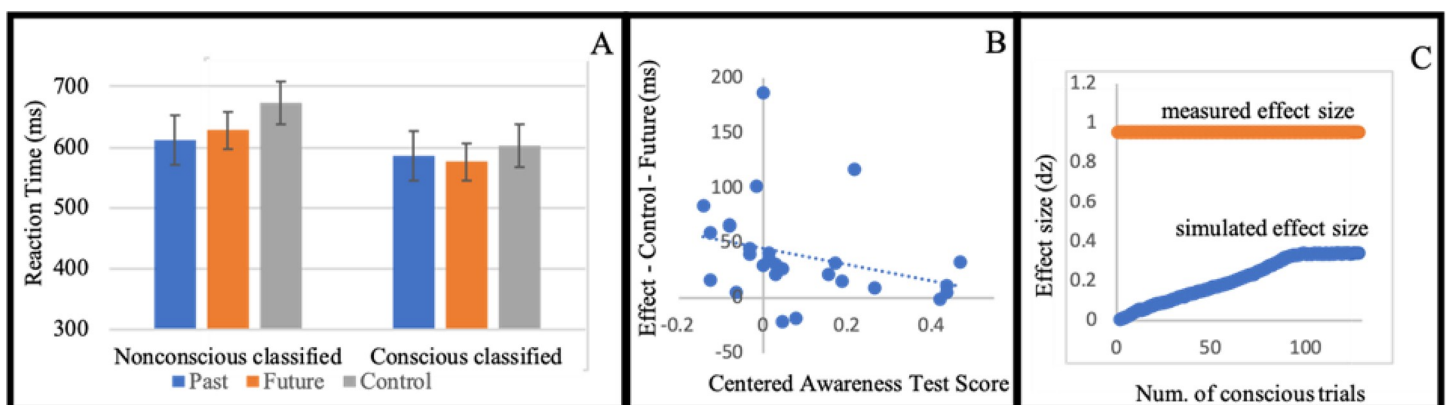 A
Reaction Time (ms)
700
600
500
400
300
Nonconscious classified
Conscious classified
Past
Future
Control
B
Effect - Control - Future (ms)
200
150
100
50
0
-50
-0.2
0
0.2
0.4
Centered Awareness Test Score
C
Effect size (dz)
1.2
1
0.8
0.6
0.4
0.2
0
measured effect size
simulated effect size
0
50
100
Num. of conscious trials